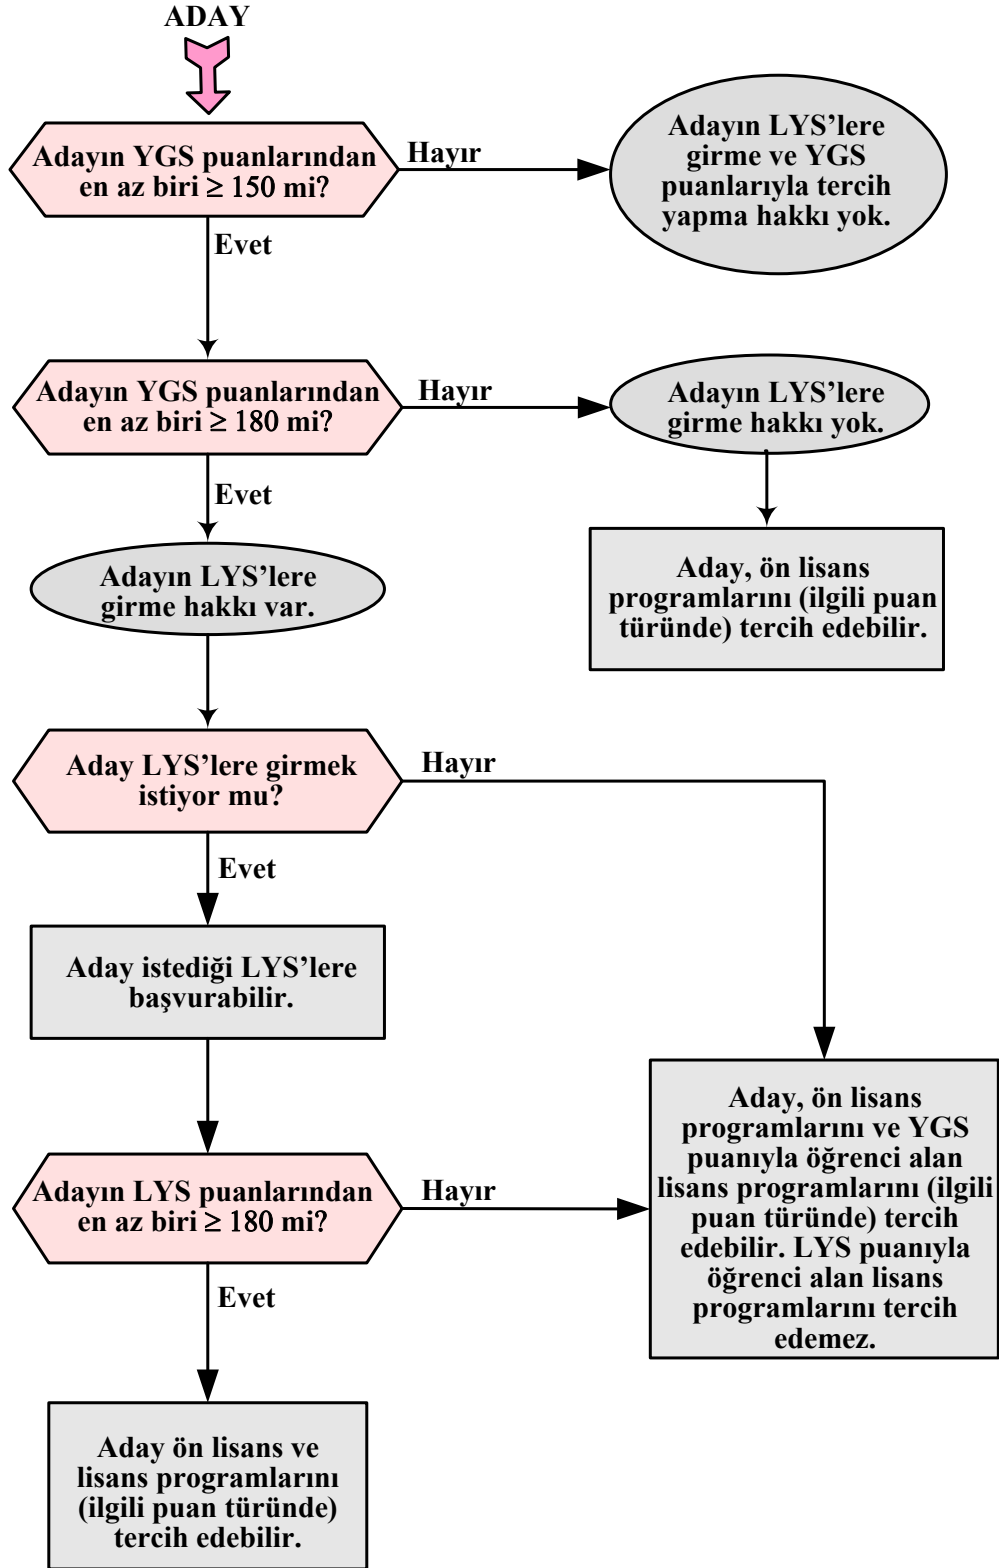 ADAY
Adayın YGS puanlarından
en az biri ≥ 150 mi?
Hayır
Adayın LYS’lere
girme ve YGS
puanlarıyla tercih
yapma hakkı yok.
Evet
Adayın YGS puanlarından
en az biri ≥ 180 mi?
Hayır
Adayın LYS’lere
girme hakkı yok.
Evet
Aday, ön lisans
programlarını (ilgili puan
türünde) tercih edebilir.
Adayın LYS’lere
girme hakkı var.
Aday LYS’lere girmek
istiyor mu?
Hayır
Evet
Aday istediği LYS’lere
başvurabilir.
Adayın LYS puanlarından
en az biri ≥ 180 mi?
Hayır
Aday, ön lisans
programlarını ve YGS
puanıyla öğrenci alan
lisans programlarını (ilgili
puan türünde) tercih
edebilir. LYS puanıyla
öğrenci alan lisans
programlarını tercih
edemez.
Evet
Aday ön lisans ve
lisans programlarını
(ilgili puan türünde)
tercih edebilir.